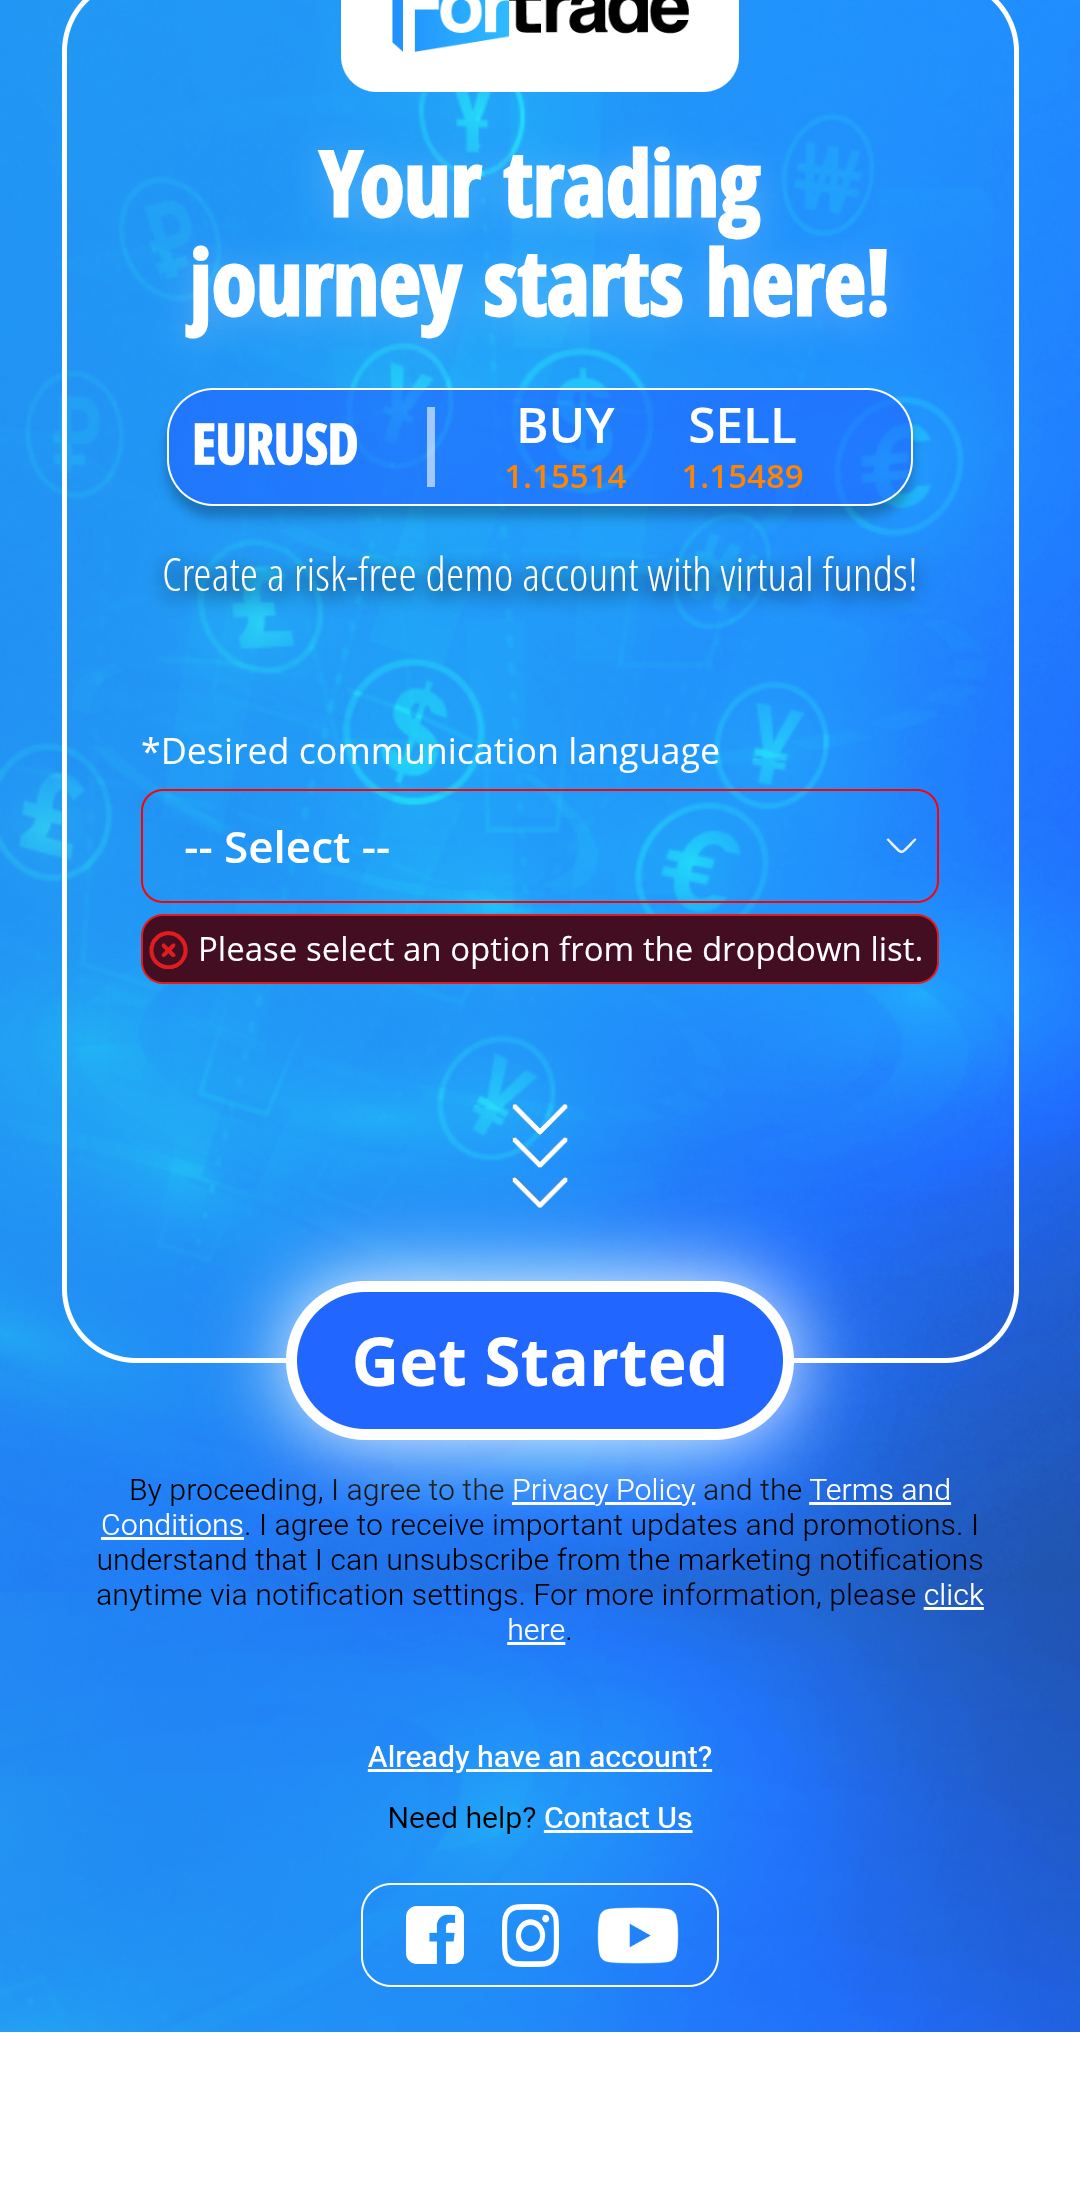 Fortrade
Your trading
journey starts here!
EURUSD
BUY SELL
1.15514 1.15489
Create a risk-free demo account with virtual funds!
*Desired communication language
-- Select --
Please select an option from the dropdown list.
Get Started
By proceeding, I agree to the Privacy Policy and the Terms and
Conditions. I agree to receive important updates and promotions. I
understand that I can unsubscribe from the marketing notifications
anytime via notification settings. For more information, please click
here.
Already have an account?
Need help? Contact Us